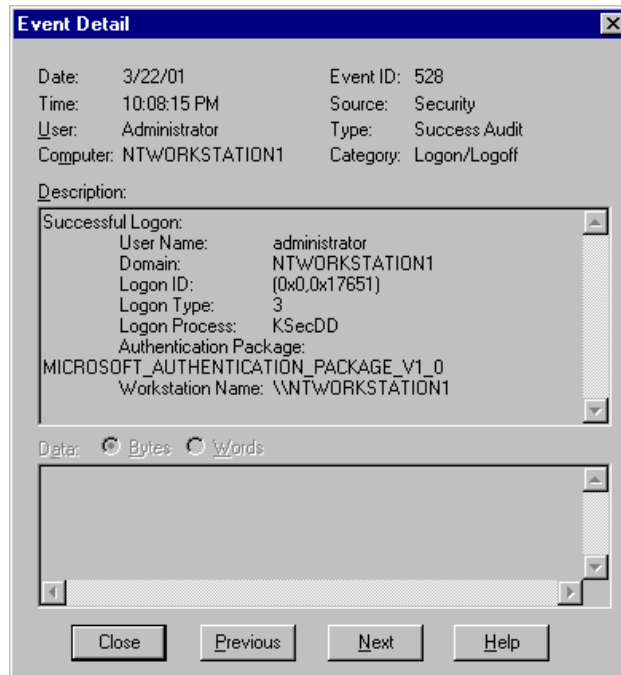 Event Detail
Date: 3/22/01 Event ID: 528
Time: 10:08:15 PM Source: Security
User: Administrator Type: Success Audit
Computer: NTWORKSTATION1 Category: Logon/Logoff
Description:
Successful Logon:
User Name: administrator
Domain: NTWORKSTATION1
Logon ID: (0x0,0x17651)
Logon Type: 3
Logon Process: KSecDD
Authentication Package:
MICROSOFT_AUTHENTICATION_PACKAGE_V1_0
Workstation Name: \\NTWORKSTATION1
Data: Bytes Words
Close Previous Next Help